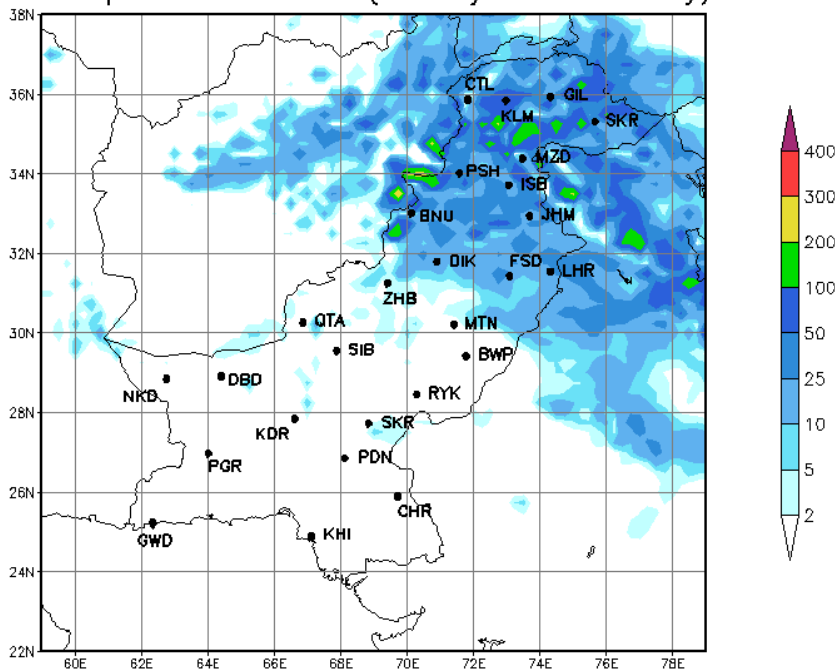 38N
36N
34N
32N
30N
28N
26N
24N
22N
60E 62E 64E 66E 68E 70E 72E 74E 76E 78E
CTL
GIL
KLM
SKR
MZD
PSH
ISB
BNU
JHM
DIK
FSD
LHR
ZHB
QTA
MTN
SIB
BWP
DBD
NKD
RYK
KDR
SKR
PGR
PDN
CHR
GWD
KHI
400
300
200
100
50
25
10
5
2